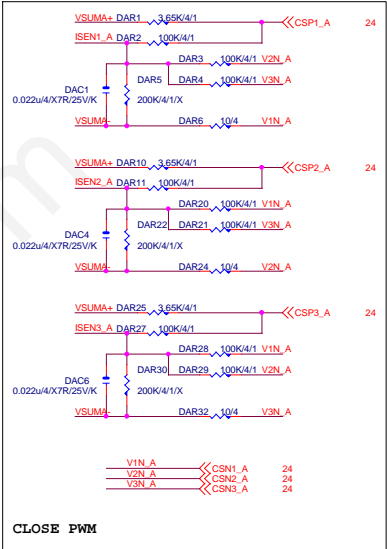 VSUMA+ DAR1 3.65K/4/1 CSP1_A 24
ISEN1_A DAR2 100K/4/1
DAR3 100K/4/1 V2N_A
DAC1 DAR5 DAR4 100K/4/1 V3N_A
0.022u/4/X7R/25V/K 200K/4/1/X
VSUMA- DAR6 10/4 V1N_A
VSUMA+ DAR10 3.65K/4/1 CSP2_A 24
ISEN2_A DAR11 100K/4/1
DAR20 100K/4/1 V1N_A
DAC4 DAR22 DAR21 100K/4/1 V3N_A
0.022u/4/X7R/25V/K 200K/4/1/X
VSUMA- DAR24 10/4 V2N_A
VSUMA+ DAR25 3.65K/4/1 CSP3_A 24
ISEN3_A DAR27 100K/4/1
DAR28 100K/4/1 V1N_A
DAC6 DAR30 DAR29 100K/4/1 V2N_A
0.022u/4/X7R/25V/K 200K/4/1/X
VSUMA- DAR32 10/4 V3N_A
V1N_A CSN1_A 24
V2N_A CSN2_A 24
V3N_A CSN3_A 24
CLOSE PWM